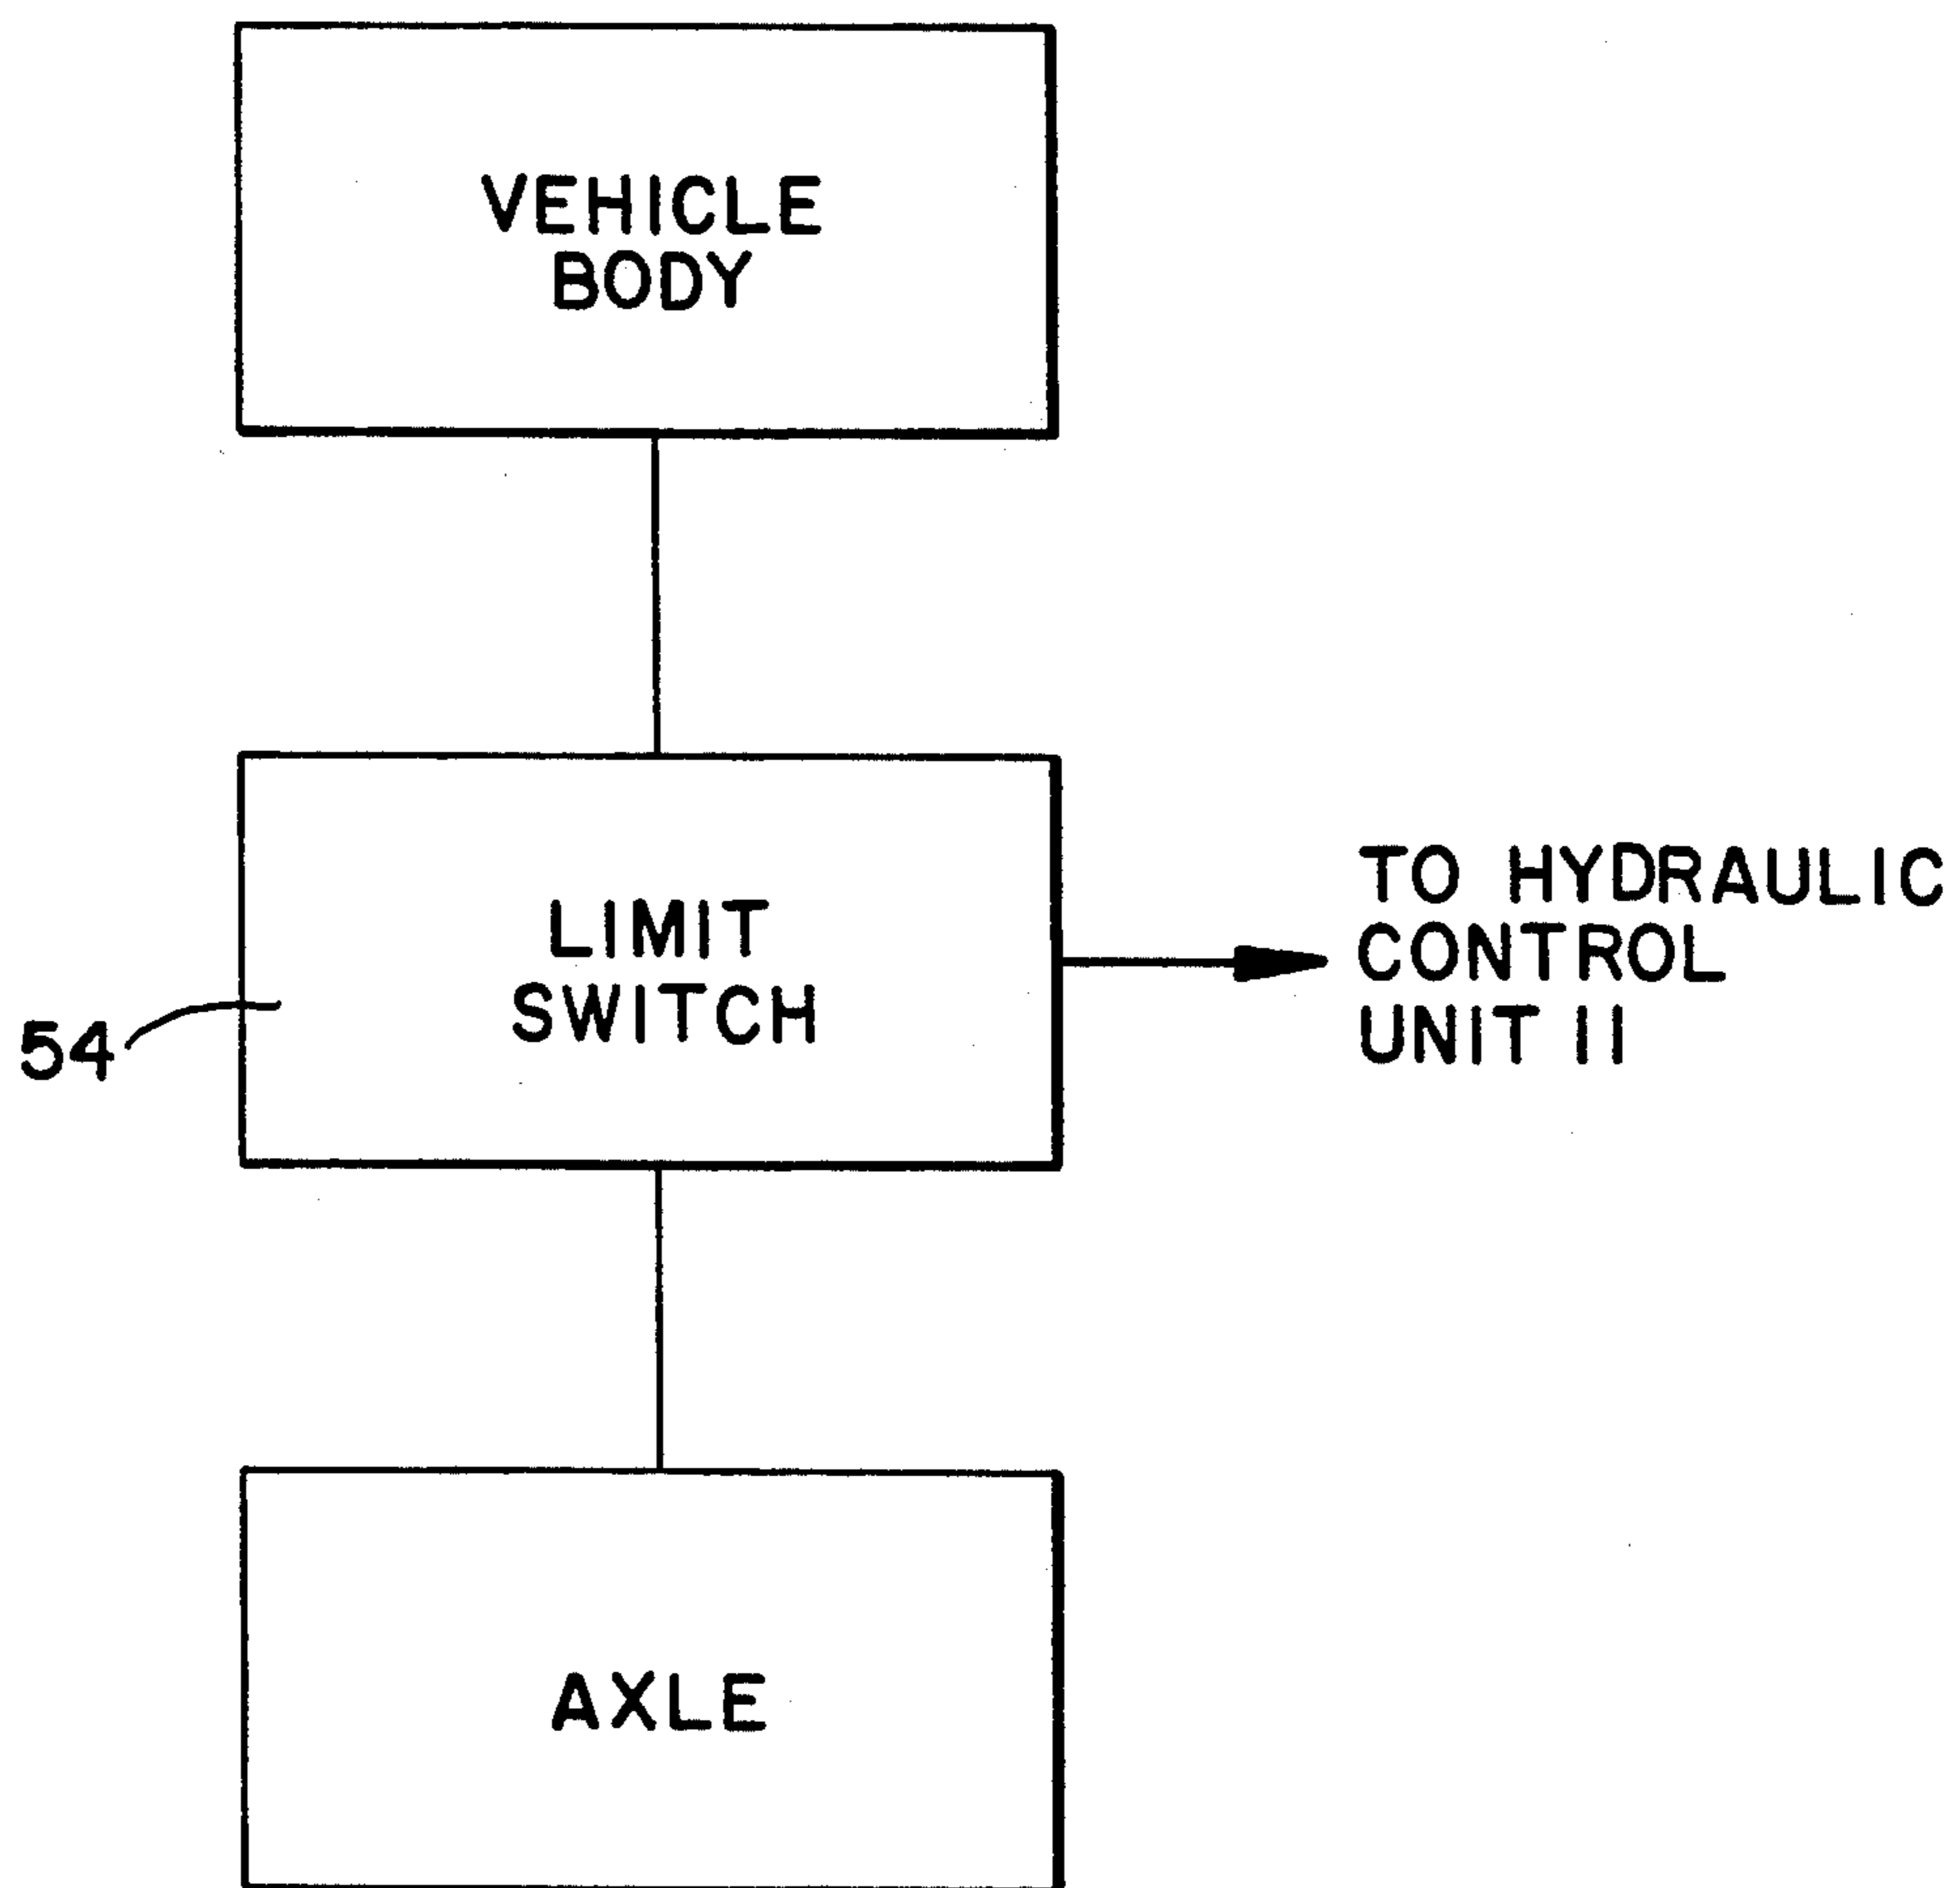 VEHICLE
BODY
LIMIT
SWITCH
54
TO HYDRAULIC
CONTROL
UNIT 11
AXLE